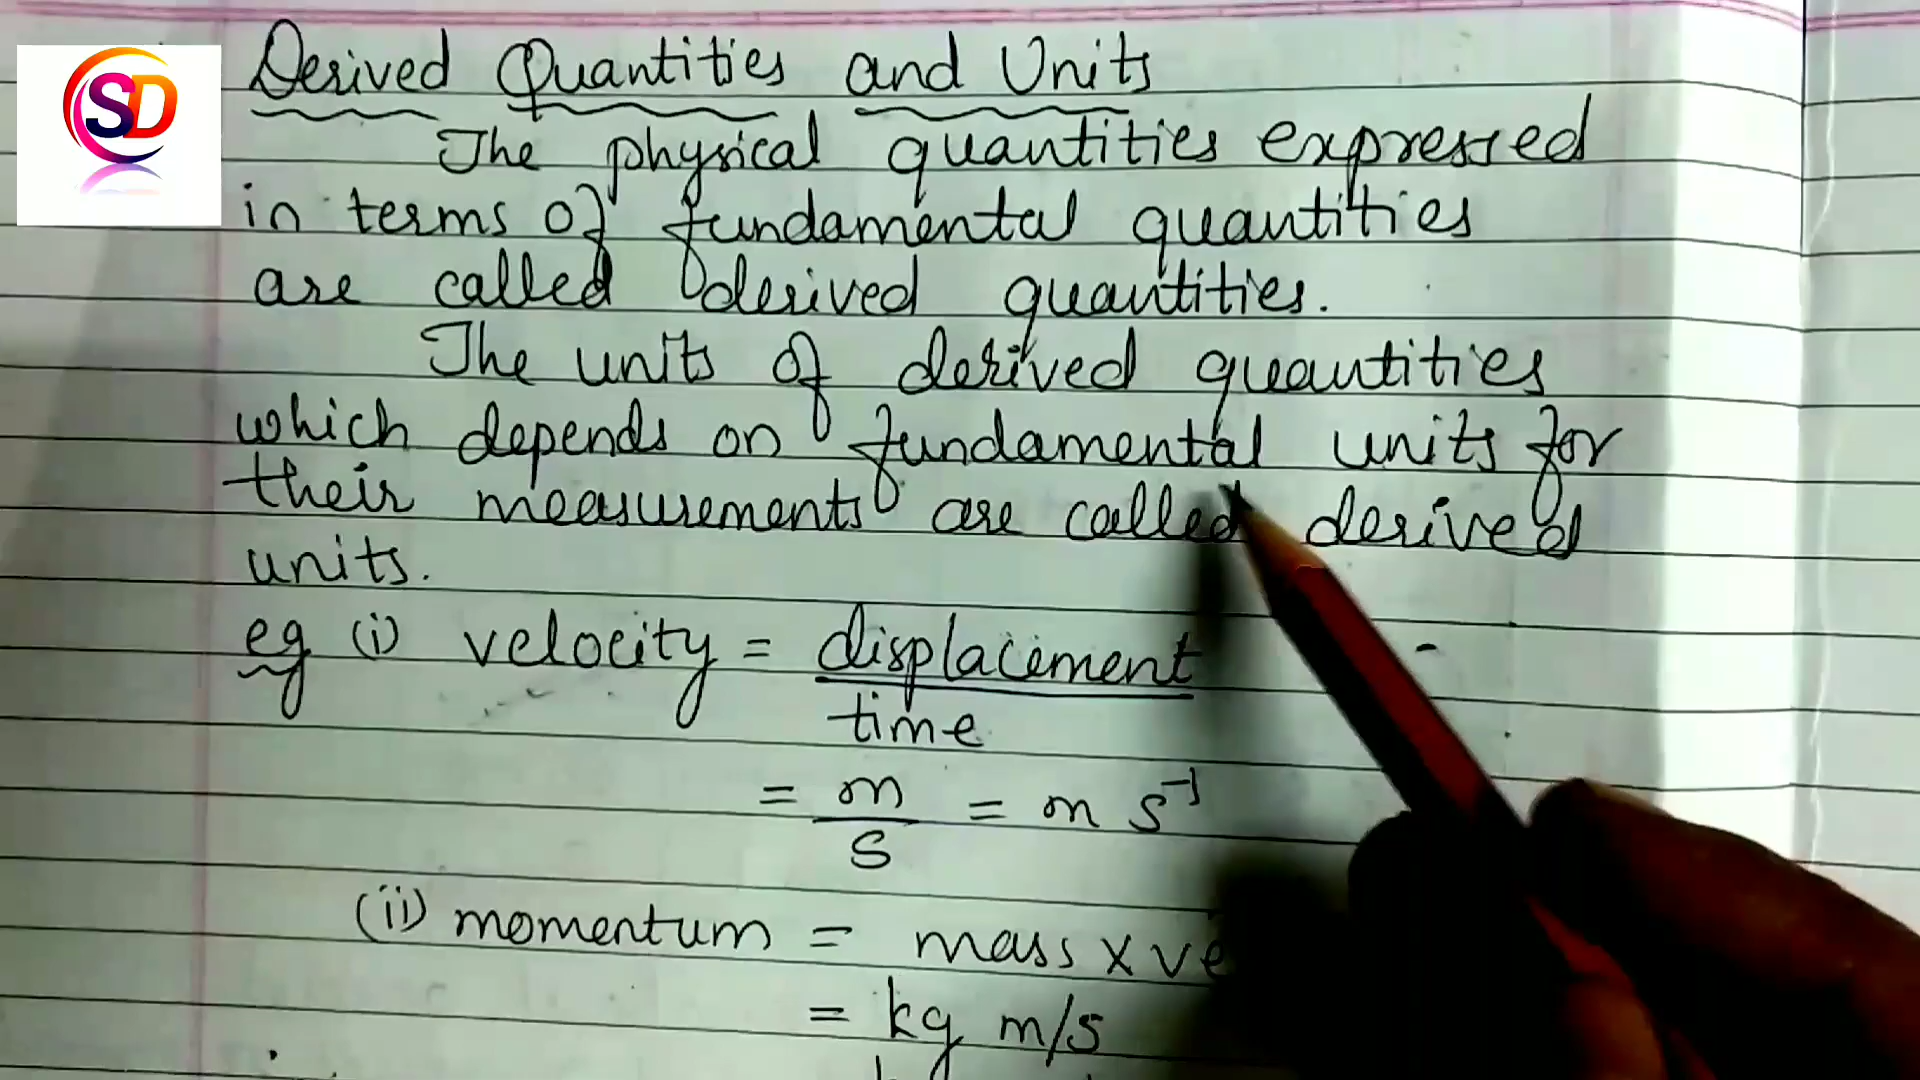 SD
Derived Quantities and Units
The physical quantities expressed
in terms of fundamental quantities
are called derived quantities.
The units of derived quantities
which depends on fundamental units for
their measurements are called derived
units.
eg (i) velocity = displacement
time
= m
s
= m s⁻¹
(ii) momentum = mass x ve
= kg m/s